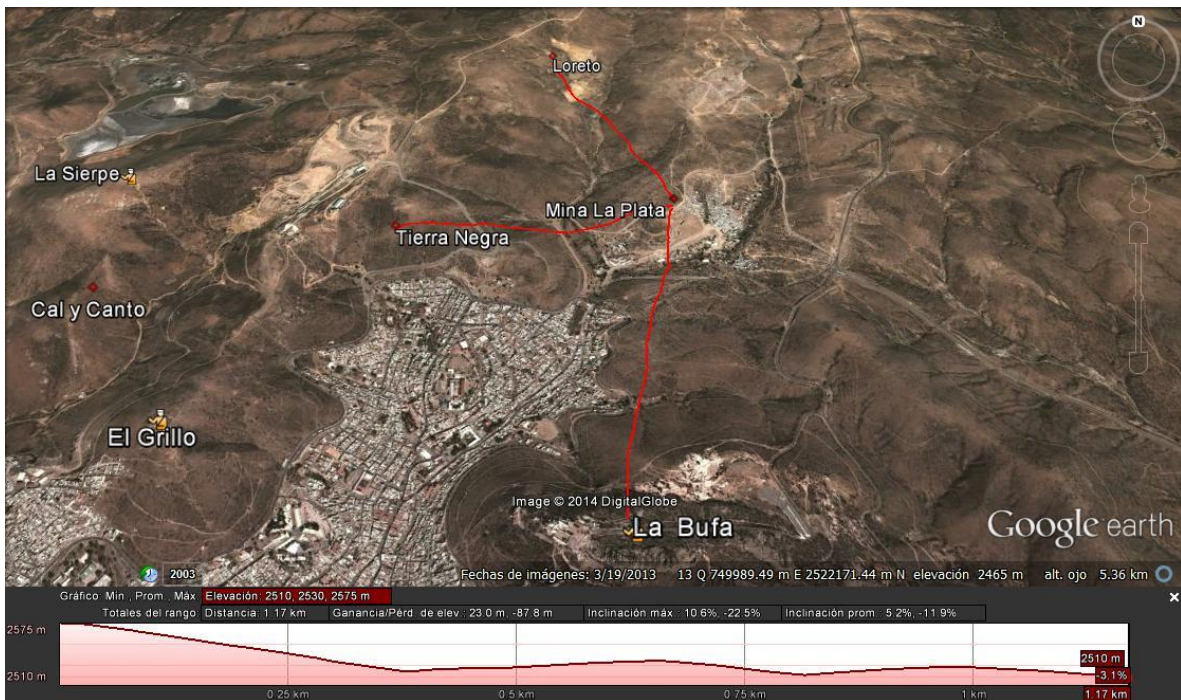 N
Loreto
La Sierpe
Mina La Plata
Tierra Negra
Cal y Canto
El Grillo
Image © 2014 DigitalGlobe
La Bufa
Google earth
2003
Fechas de imágenes: 3/19/2013 13 Q 749989.49 m E 2522171.44 m N elevación 2465 m alt. ojo 5.36 km
Gráfico: Mín., Prom., Máx. Elevación: 2510, 2530, 2575 m
Totales del rango: Distancia: 1.17 km Ganancia/Pérd. de elev.: 23.0 m, -87.8 m Inclinación máx.: 10.6%, -22.5% Inclinación prom.: 5.2%, -11.9%
2575 m
2510 m
2510 m
-3.1%
0.25 km 0.5 km 0.75 km 1 km 1.17 km